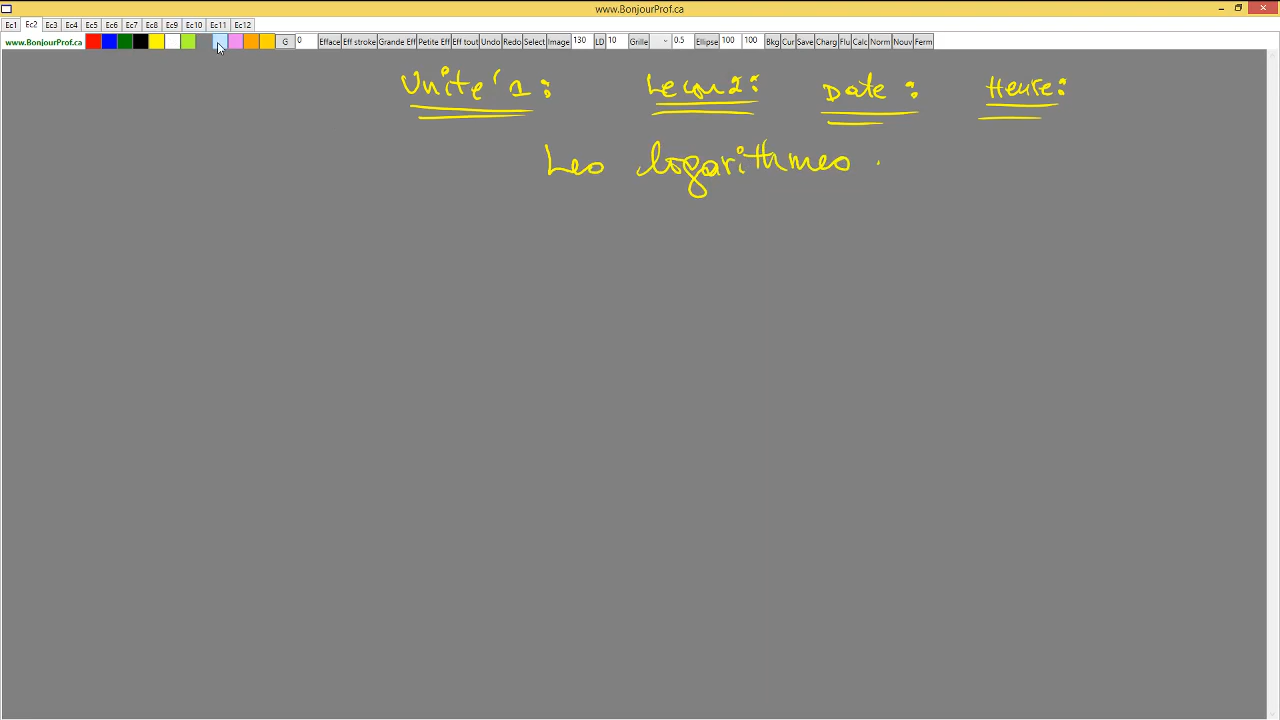 www.BonjourProf.ca
Ec1 Ec2 Ec3 Ec4 Ec5 Ec6 Ec7 Ec8 Ec9 Ec10 Ec11 Ec12
www.BonjourProf.ca G 0 Efface Eff stroke Grande Eff Petite Eff Eff tout Undo Redo Select Image 130 LD 10 Grille 0.5 Ellipse 100 100 Bkg Cur Save Charg Flu Calc Norm Nouv Ferm
Unité 1: Lecon 2: Date: Heure:
Les logarithmes.